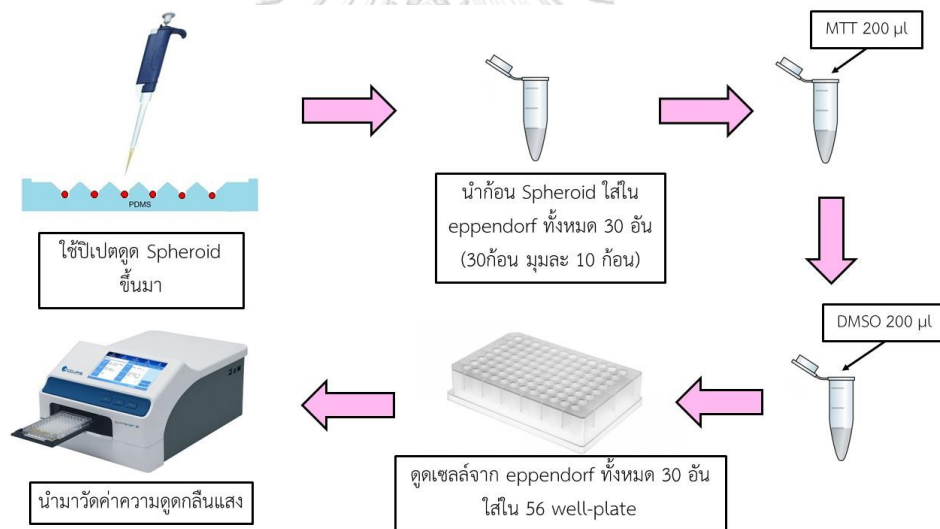 MTT 200 µl
PDMS
ใช้ปิเปตดูด Spheroid
ขึ้นมา
นำก้อน Spheroid ใส่ใน
eppendorf ทั้งหมด 30 อัน
(30ก้อน มุมละ 10 ก้อน)
DMSO 200 µl
ดูดเซลล์จาก eppendorf ทั้งหมด 30 อัน
ใส่ใน 56 well-plate
นำมาวัดค่าความดูดกลืนแสง